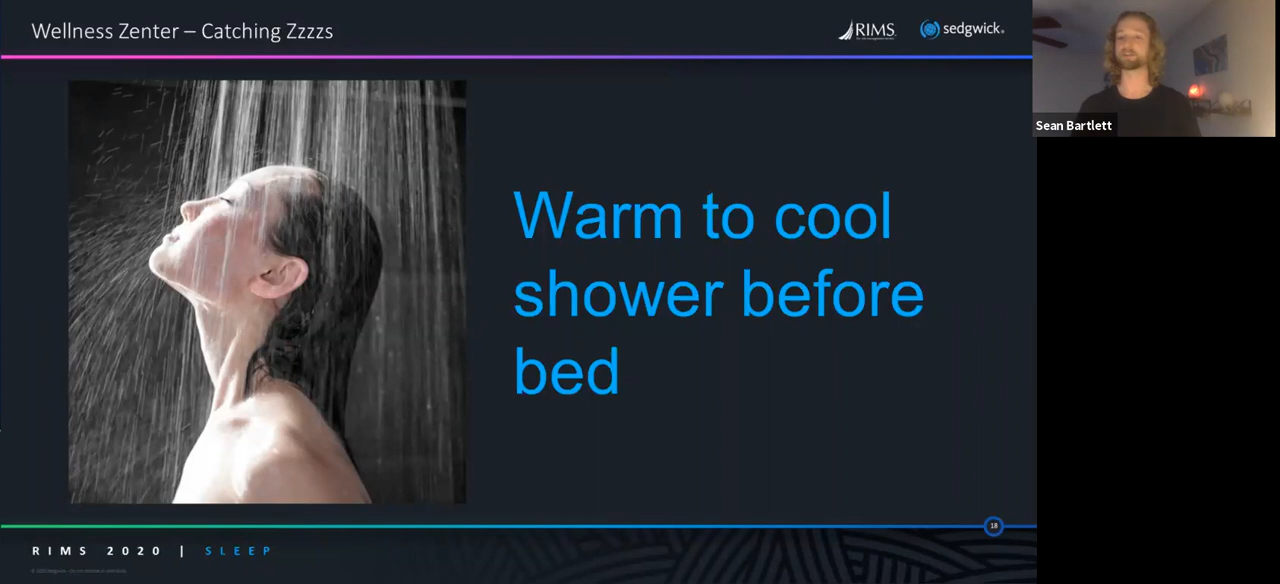 Wellness Zenter – Catching Zzzzs
RIMS
sedgwick.
Sean Bartlett
Warm to cool
shower before
bed
18
RIMS 2020 | SLEEP